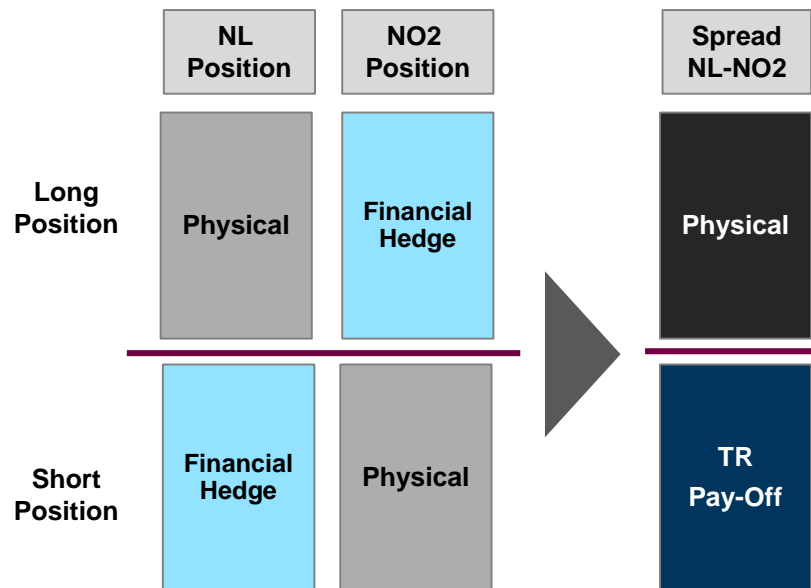 NL
Position
NO2
Position
Spread
NL-NO2
Long
Position
Physical
Financial
Hedge
Physical
Short
Position
Financial
Hedge
Physical
TR
Pay-Off